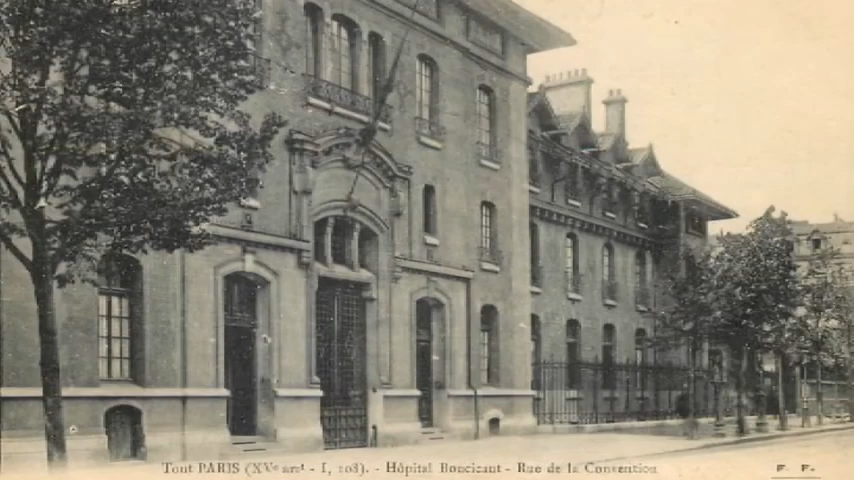 Tout PARIS (XVe arrt - I, 108). - Hôpital Boucicaut - Rue de la Convention
F. F.